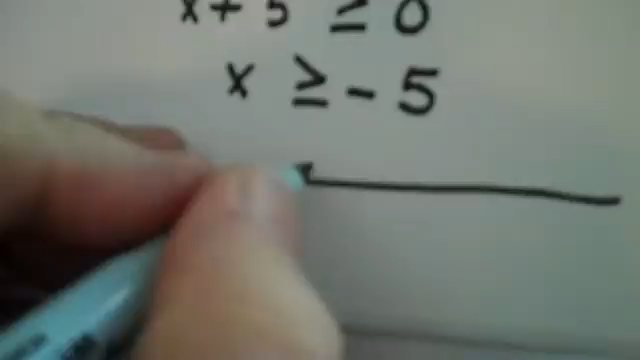 x + 5 ≥ 0
x ≥ - 5